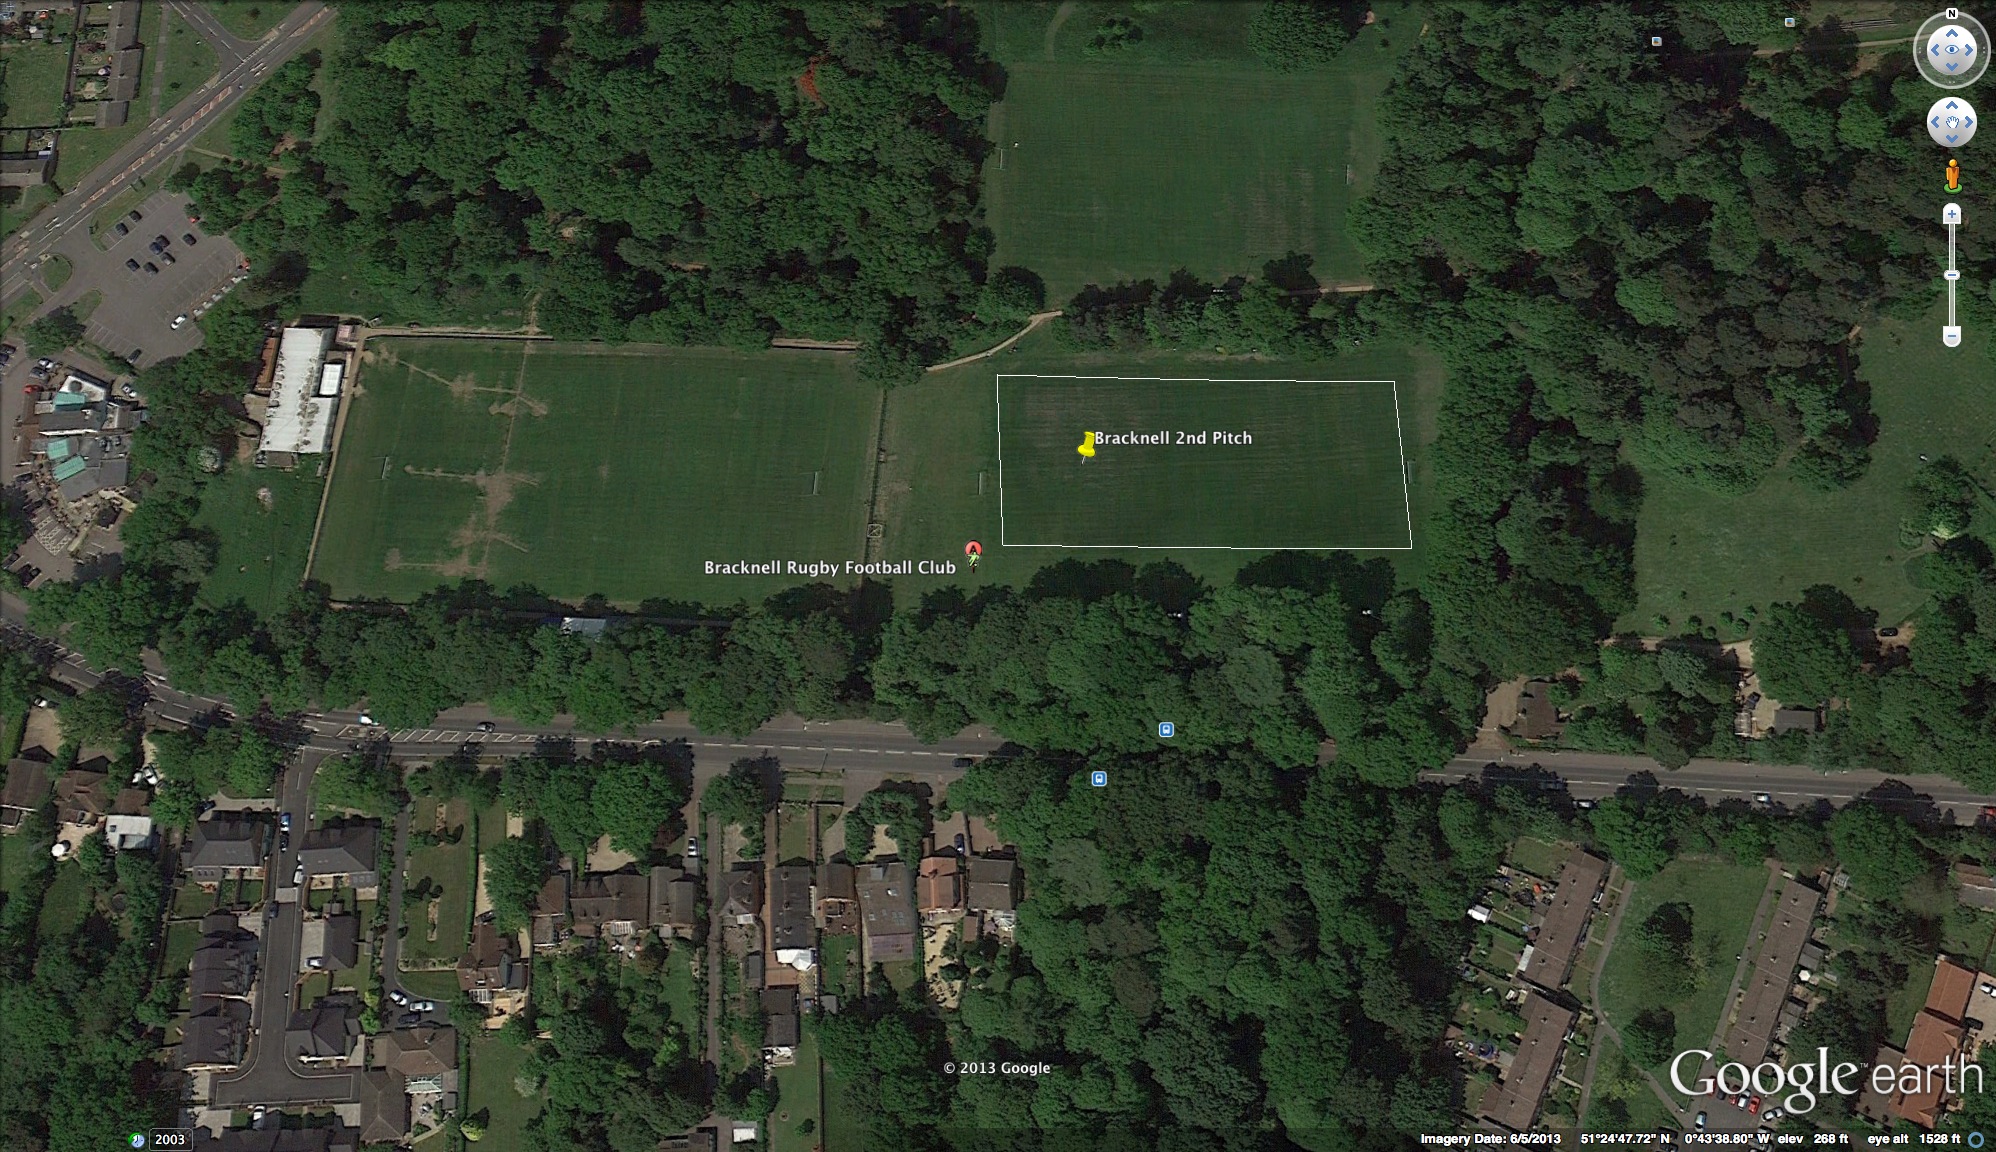 N
Bracknell 2nd Pitch
A
Bracknell Rugby Football Club
© 2013 Google
Google earth
2003
Imagery Date: 6/5/2013 51°24'47.72" N 0°43'38.80" W elev 268 ft eye alt 1528 ft